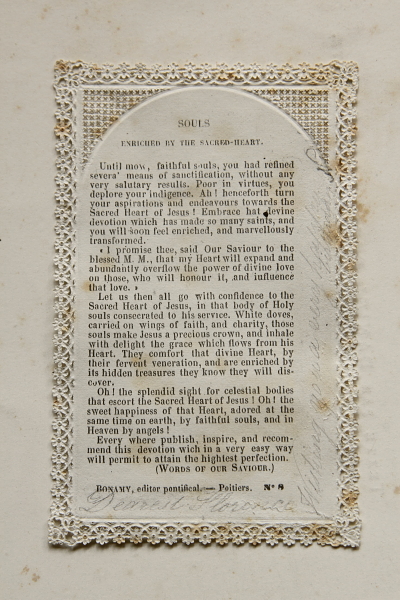 SOULS
ENRICHED BY THE SACRED-HEART.
Until mow, faithful souls, you had refined
severa' means of sanctification, without any
very salutary results. Poor in virtues, you
deplore your indigence. Ah! henceforth turn
your aspirations and endeavours towards the
Sacred Heart of Jesus! Embrace hat devine
devotion which has made so many saints, and
you will soon feel enriched, and marvellously
transformed.
« I promise thee, said Our Saviour to the
blessed M. M., that my Heart will expand and
abundantly overflow the power of divine love
on those, who will honour it, and influence
that love. »
Let us then all go with confidence to the
Sacred Heart of Jesus, in that body of Holy
souls consecrated to his service. White doves,
carried on wings of faith, and charity, those
souls make Jesus a precious crown, and inhale
with delight the grace which flows from his
Heart. They comfort that divine Heart, by
their fervent veneration, and are enriched by
its hidden treasures they know they will dis-
cover.
Oh! the splendid sight for celestial bodies
that escort the Sacred Heart of Jesus! Oh! the
sweet happiness of that Heart, adored at the
same time on earth, by faithful souls, and in
Heaven by angels!
Every where publish, inspire, and recom-
mend this devotion wich in a very easy way
will permit to attain the hightest perfection.
(WORDS OF OUR SAVIOUR.)
BONAMY, editor pontifical. — Poitiers. N° 8
Dearest Florence